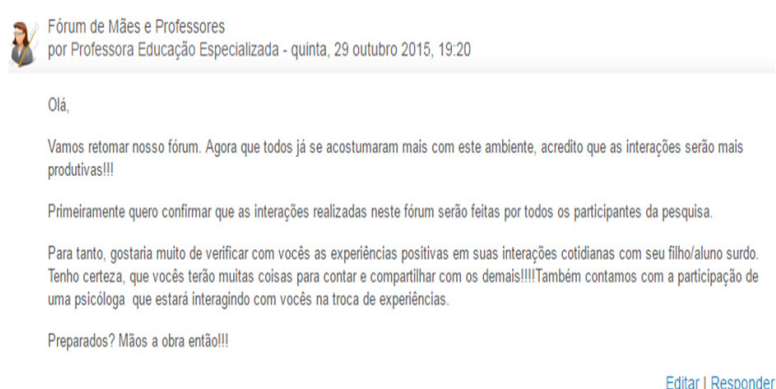 Fórum de Mães e Professores
por Professora Educação Especializada - quinta, 29 outubro 2015, 19:20
Olá,
Vamos retomar nosso fórum. Agora que todos já se acostumaram mais com este ambiente, acredito que as interações serão mais
produtivas!!!
Primeiramente quero confirmar que as interações realizadas neste fórum serão feitas por todos os participantes da pesquisa.
Para tanto, gostaria muito de verificar com vocês as experiências positivas em suas interações cotidianas com seu filho/aluno surdo.
Tenho certeza, que vocês terão muitas coisas para contar e compartilhar com os demais!!!!Também contamos com a participação de
uma psicóloga que estará interagindo com vocês na troca de experiências.
Preparados? Mãos a obra então!!!
Editar | Responder